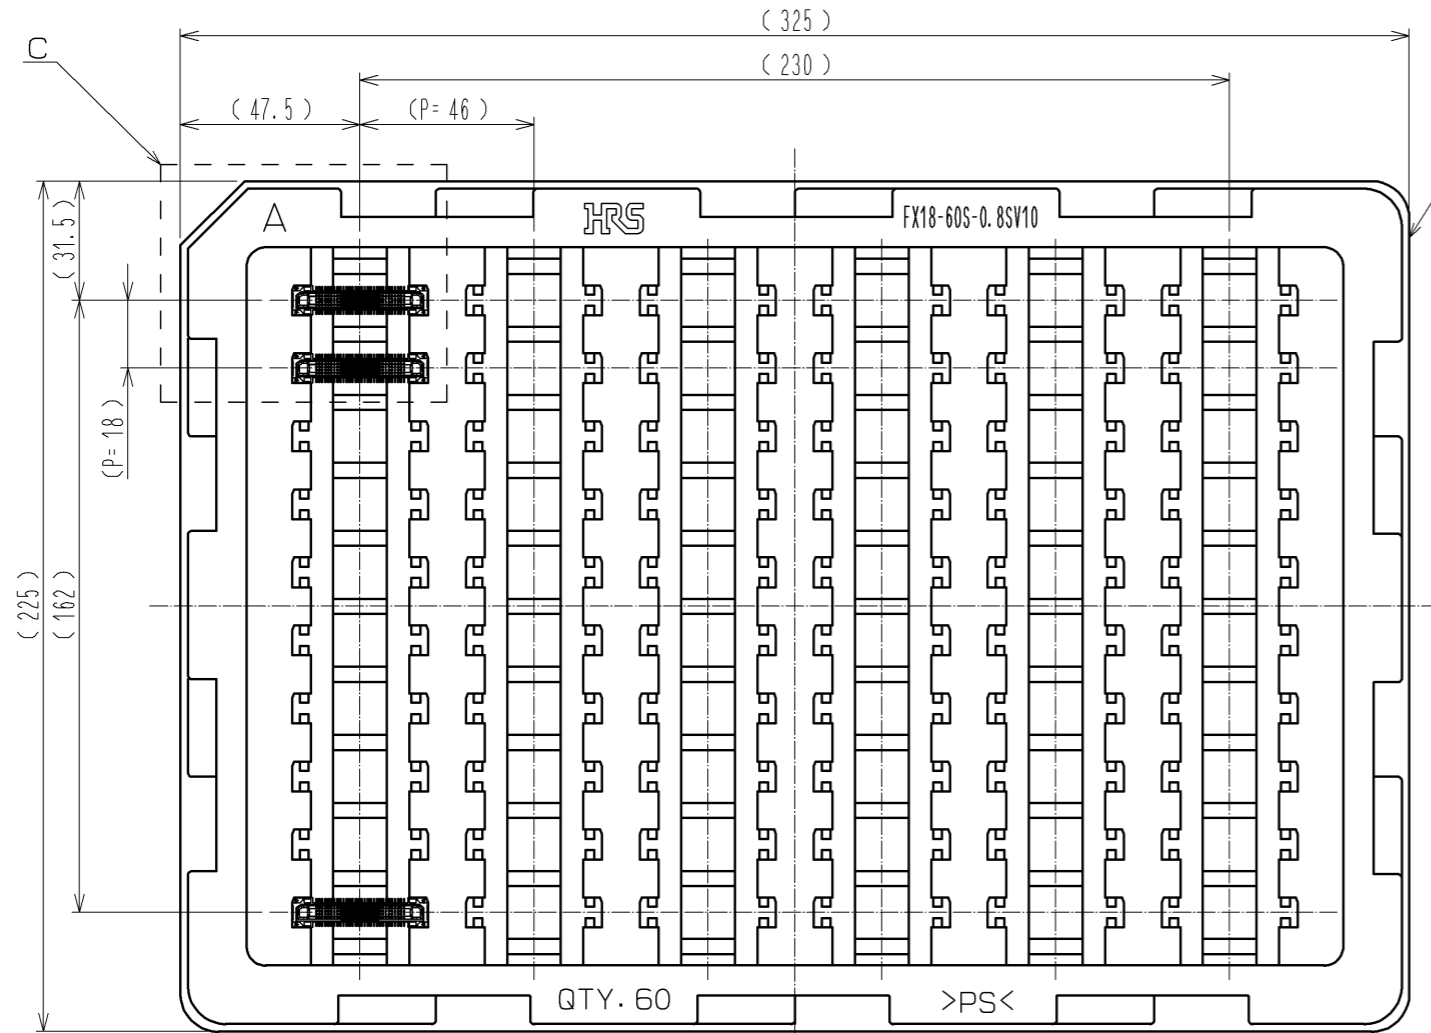 ( 325 )
C
( 230 )
( 47.5 )
(P= 46 )
A
HRS
FX18-60S-0.8SV10
( 31.5 )
(P= 18 )
( 225 )
( 162 )
QTY. 60
>PS<